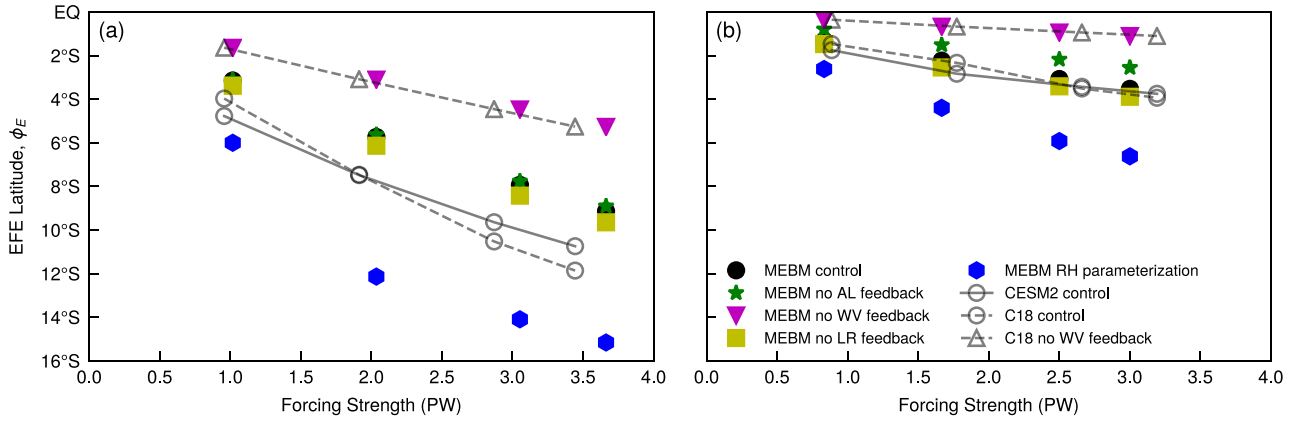 (a)
EQ
2°S
4°S
6°S
8°S
10°S
12°S
14°S
16°S
EFE Latitude, ϕ_E
0.0 0.5 1.0 1.5 2.0 2.5 3.0 3.5 4.0
Forcing Strength (PW)
(b)
MEBM control
MEBM no AL feedback
MEBM no WV feedback
MEBM no LR feedback
MEBM RH parameterization
CESM2 control
C18 control
C18 no WV feedback
0.0 0.5 1.0 1.5 2.0 2.5 3.0 3.5 4.0
Forcing Strength (PW)